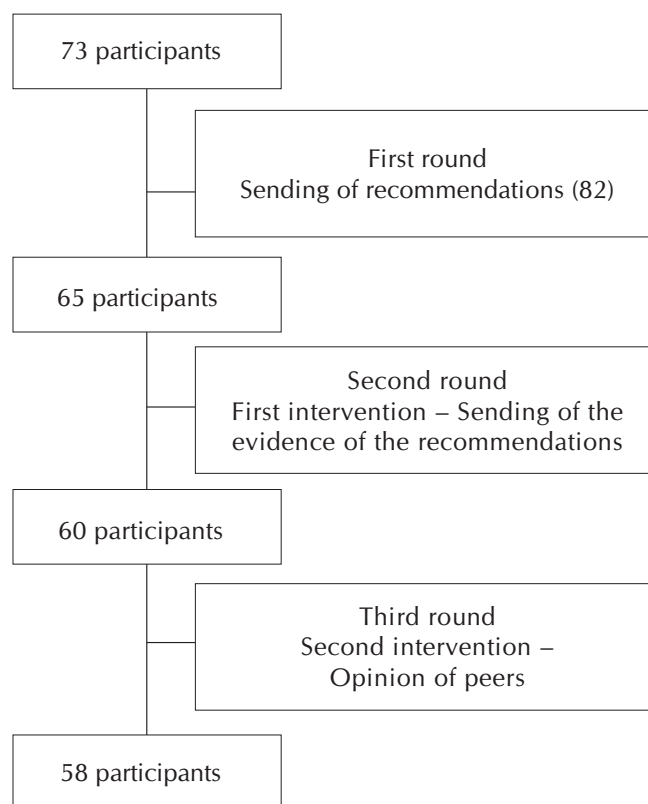 73 participants
First round
Sending of recommendations (82)
65 participants
Second round
First intervention – Sending of the
evidence of the recommendations
60 participants
Third round
Second intervention –
Opinion of peers
58 participants